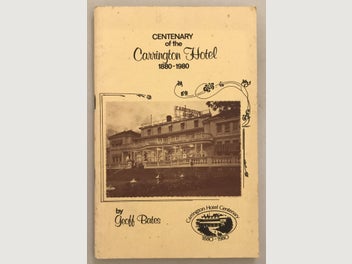 CENTENARY
of the
Carrington Hotel
1880-1980
by
Geoff Bates
Carrington Hotel Centenary
1880-1980